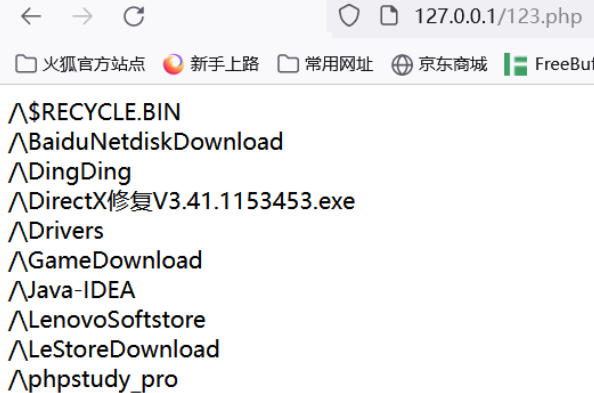 127.0.0.1/123.php
火狐官方站点 新手上路 常用网址 京东商城 FreeBuf
/\$RECYCLE.BIN
/\BaiduNetdiskDownload
/\DingDing
/\DirectX修复V3.41.1153453.exe
/\Drivers
/\GameDownload
/\Java-IDEA
/\LenovoSoftstore
/\LeStoreDownload
/\phpstudy_pro